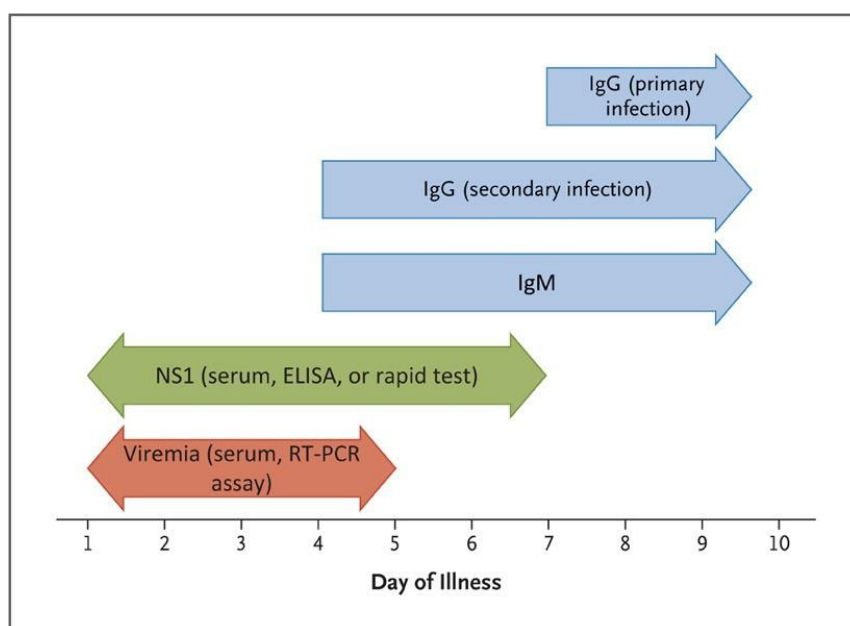 IgG (primary
infection)
IgG (secondary infection)
IgM
NS1 (serum, ELISA, or rapid test)
Viremia (serum, RT-PCR
assay)
1 2 3 4 5 6 7 8 9 10
Day of Illness